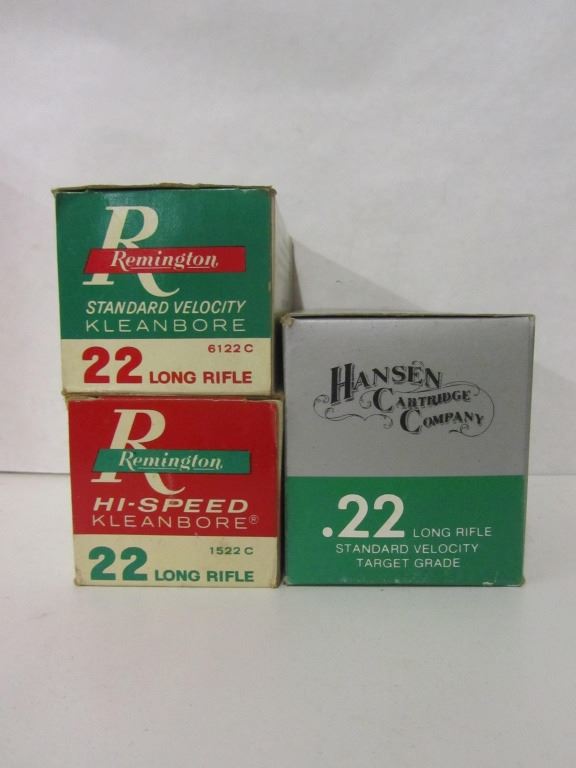 R
Remington
STANDARD VELOCITY
KLEANBORE
6122 C
22 LONG RIFLE
R
Remington
HI-SPEED
KLEANBORE®
1522 C
22 LONG RIFLE
HANSEN
CARTRIDGE
COMPANY
.22 LONG RIFLE
STANDARD VELOCITY
TARGET GRADE